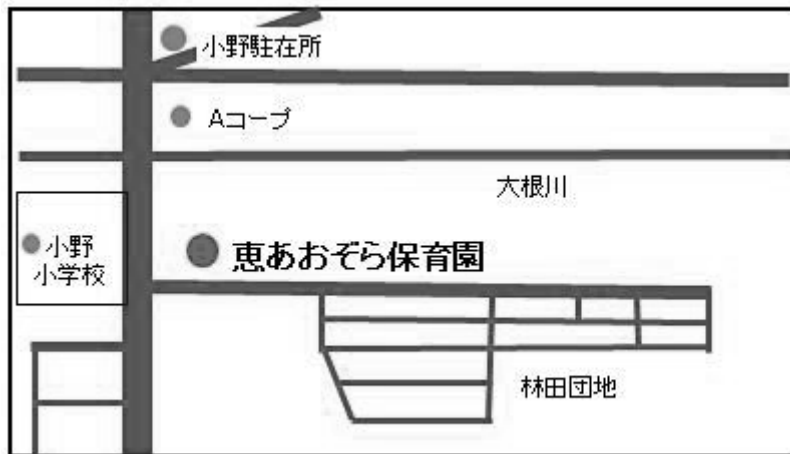 小野駐在所
Aコープ
大根川
小野
小学校
恵あおぞら保育園
林田団地